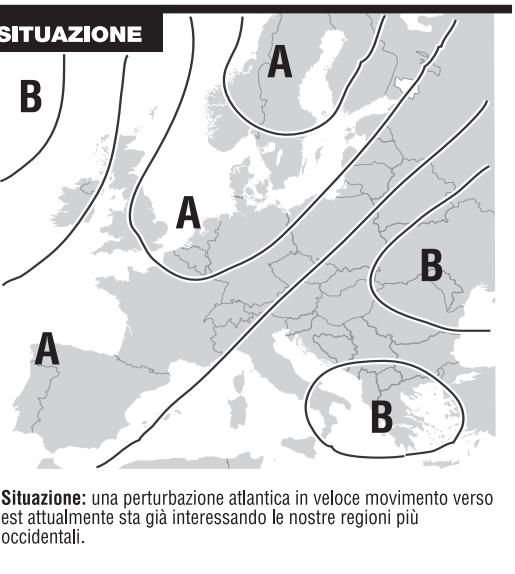 SITUAZIONE
A
B
A
B
A
B
Situazione: una perturbazione atlantica in veloce movimento verso
est attualmente sta già interessando le nostre regioni più
occidentali.